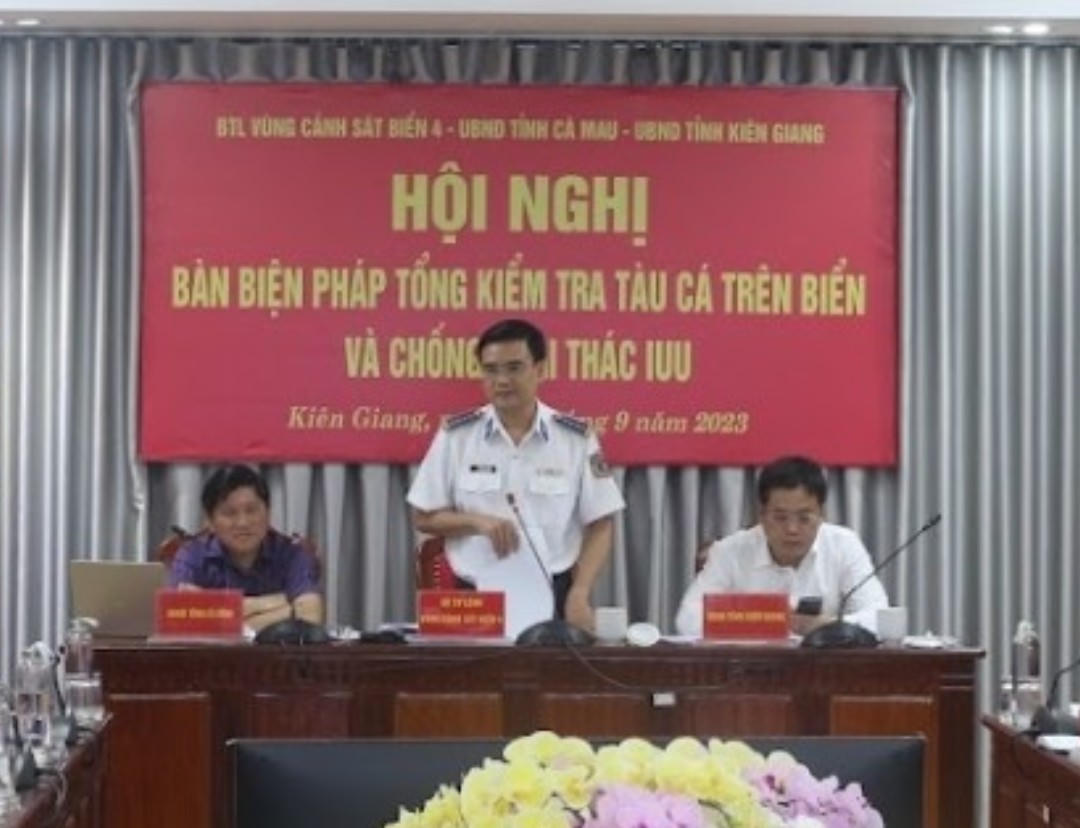 BTL VÙNG CẢNH SÁT BIỂN 4 - UBND TỈNH CÀ MAU - UBND TỈNH KIÊN GIANG
HỘI NGHỊ
BÀN BIỆN PHÁP TỔNG KIỂM TRA TÀU CÁ TRÊN BIỂN
VÀ CHỐNG THÁC IUU
Kiên Giang, 9 năm 2023